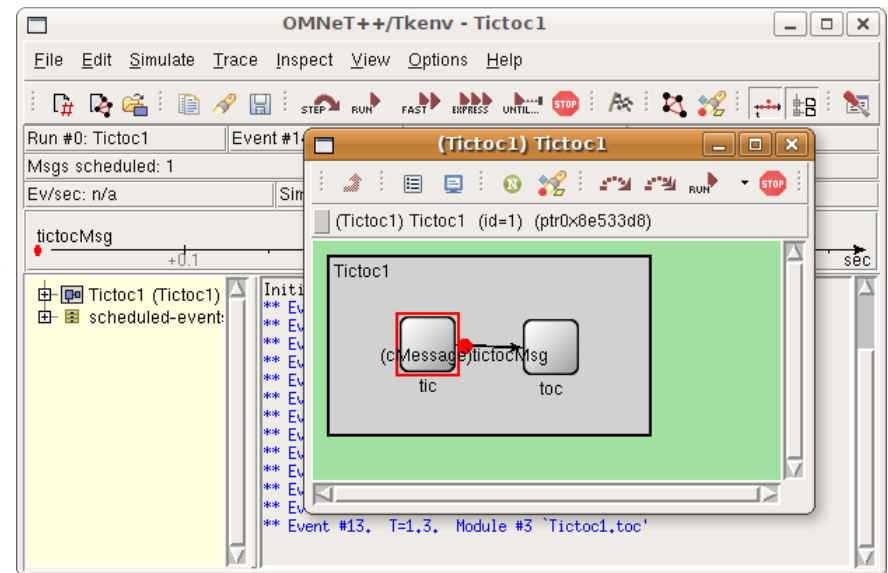 OMNeT++/Tkenv - Tictoc1
File Edit Simulate Trace Inspect View Options Help
STEP RUN FAST EXPRESS UNTIL... STOP
Run #0: Tictoc1 Event #14
Msgs scheduled: 1
Ev/sec: n/a Sim
tictocMsg
+0.1 sec
Tictoc1 (Tictoc1)
scheduled-event
Initi
** Ev
** Ev
** Ev
** Ev
** Ev
** Ev
** Ev
** Ev
** Ev
** Ev
** Ev
** Ev
** Event #13. T=1.3. Module #3 `Tictoc1.toc'
(Tictoc1) Tictoc1
RUN STOP
(Tictoc1) Tictoc1 (id=1) (ptr0x8e533d8)
Tictoc1
(cMessage)tictocMsg
tic toc